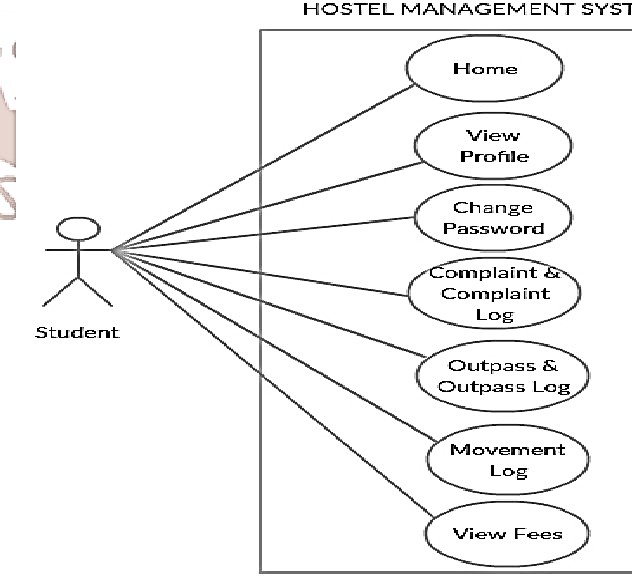 HOSTEL MANAGEMENT SYST
Home
View
Profile
Change
Password
Complaint &
Complaint
Log
Outpass &
Outpass Log
Movement
Log
View Fees
Student